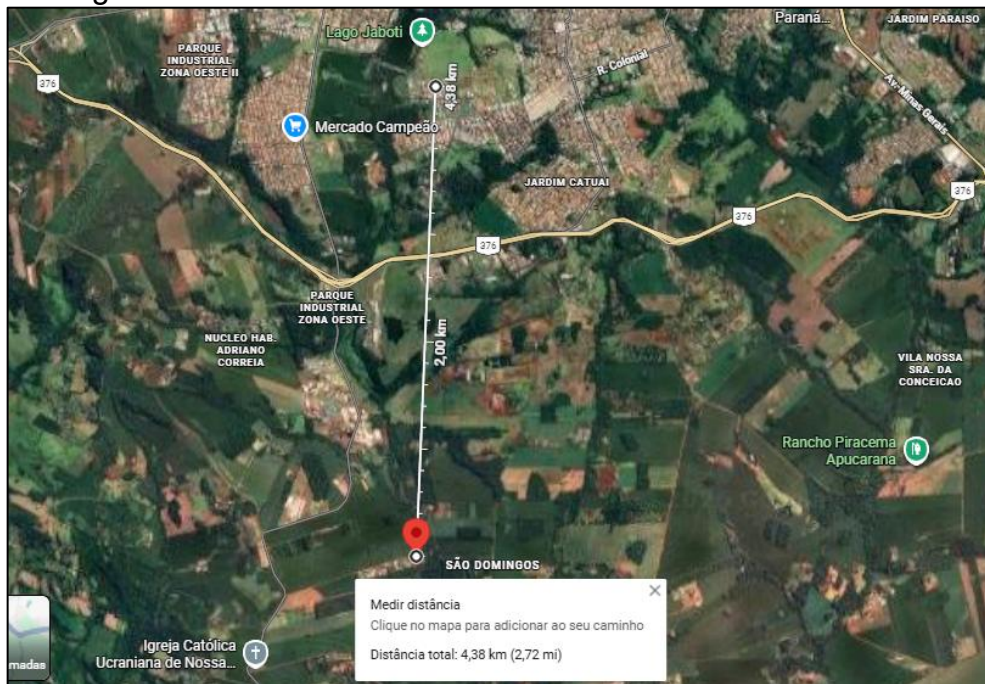 Lago Jaboti
Paraná...
JARDIM PARAISO
PARQUE
INDUSTRIAL
ZONA OESTE II
R. Colonial
376
4,38 km
Av. Minas Gerais
Mercado Campeão
JARDIM CATUAI
376
376
376
PARQUE
INDUSTRIAL
ZONA OESTE
NUCLEO HAB.
ADRIANO
CORREIA
2,00 km
VILA NOSSA
SRA. DA
CONCEICAO
Rancho Piracema
Apucarana
SÃO DOMINGOS
Medir distância
Clique no mapa para adicionar ao seu caminho
Distância total: 4,38 km (2,72 mi)
Igreja Católica
Ucraniana de Nossa...
madas